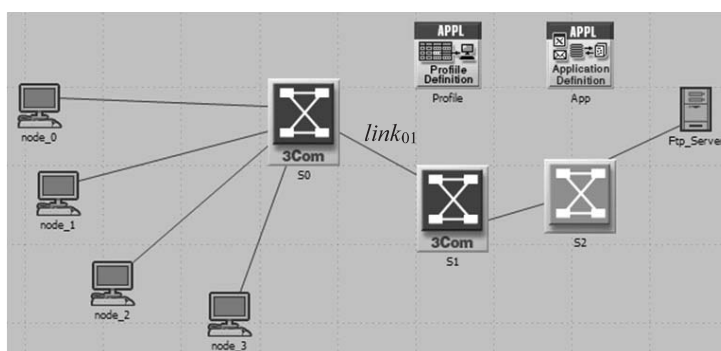 APPL
Profile
Definition
Profile
APPL
Application
Definition
App
node_0
3Com
S0
link01
Ftp_Server
node_1
3Com
S1
S2
node_2
node_3